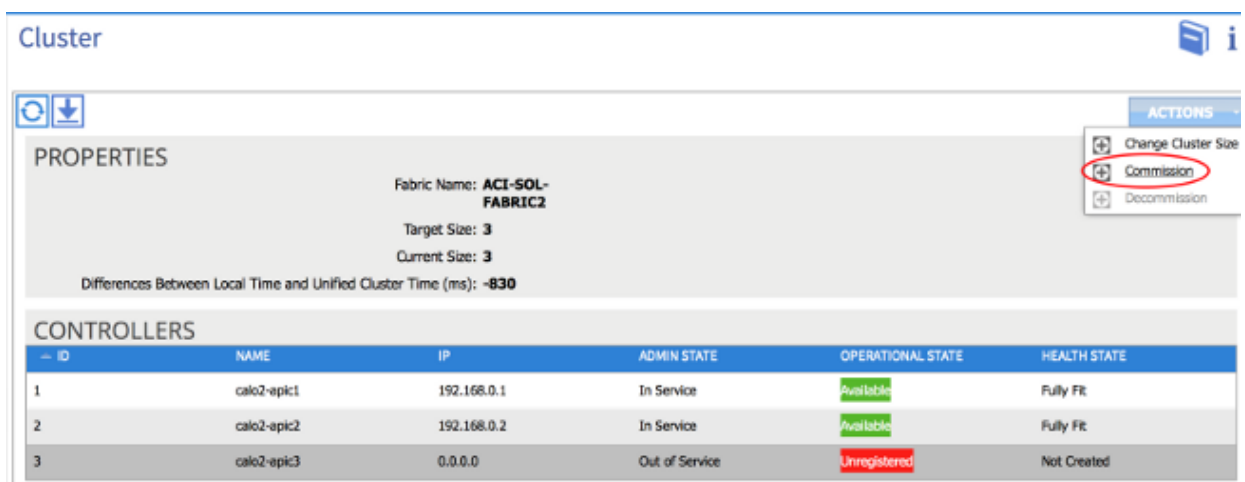 Cluster
i
ACTIONS
Change Cluster Size
Commission
Decommission
PROPERTIES
Fabric Name: ACI-SOL-
FABRIC2
Target Size: 3
Current Size: 3
Differences Between Local Time and Unified Cluster Time (ms): -830
CONTROLLERS
ID NAME IP ADMIN STATE OPERATIONAL STATE HEALTH STATE
1 calo2-apic1 192.168.0.1 In Service Available Fully Fit
2 calo2-apic2 192.168.0.2 In Service Available Fully Fit
3 calo2-apic3 0.0.0.0 Out of Service Unregistered Not Created